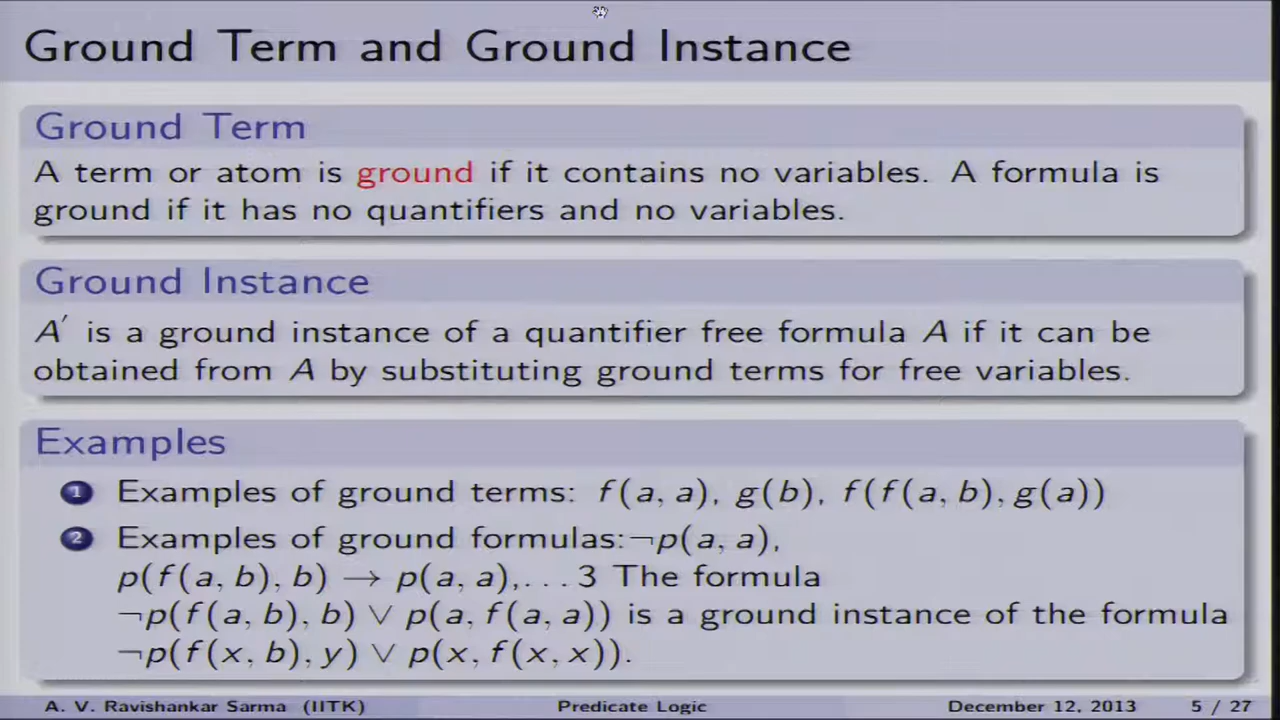 Ground Term and Ground Instance
Ground Term
A term or atom is ground if it contains no variables. A formula is
ground if it has no quantifiers and no variables.
Ground Instance
A′ is a ground instance of a quantifier free formula A if it can be
obtained from A by substituting ground terms for free variables.
Examples
1 Examples of ground terms: f(a, a), g(b), f(f(a, b), g(a))
2 Examples of ground formulas:¬p(a, a),
p(f(a, b), b) → p(a, a),. . . 3 The formula
¬p(f(a, b), b) ∨ p(a, f(a, a)) is a ground instance of the formula
¬p(f(x, b), y) ∨ p(x, f(x, x)).
A. V. Ravishankar Sarma (IITK) Predicate Logic December 12, 2013 5 / 27